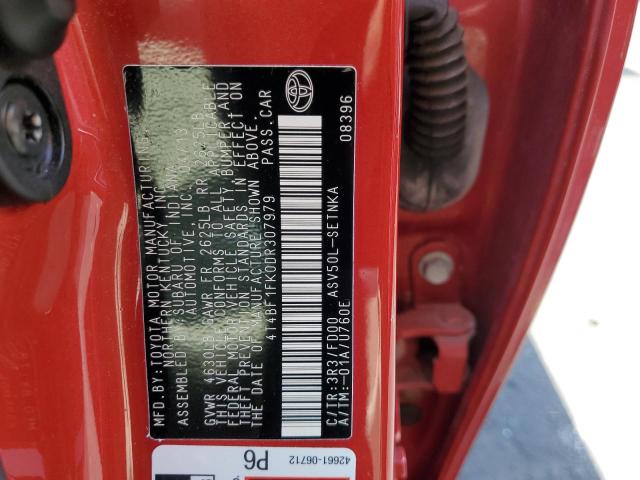 MFD.BY: TOYOTA MOTOR MANUFACTURING,
NORTHERN KENTUCKY, INC.
ASSEMBLED BY: SUBARU OF INDIANA
AUTOMOTIVE, INC.
GVWR 4630LB GAWR FR 2625LB RR 2625LB
THIS VEHICLE CONFORMS TO ALL APPLICABLE
FEDERAL MOTOR VEHICLE SAFETY, BUMPER AND
THEFT PREVENTION STANDARDS IN EFFECT ON
THE DATE OF MANUFACTURE SHOWN ABOVE.
4T4BF1FK0DR307979 PASS.CAR
C/TR:3R3/FD00 ASV50L-SETNKA
A/TM:-01A/U760E 08396
P6
42661-06712